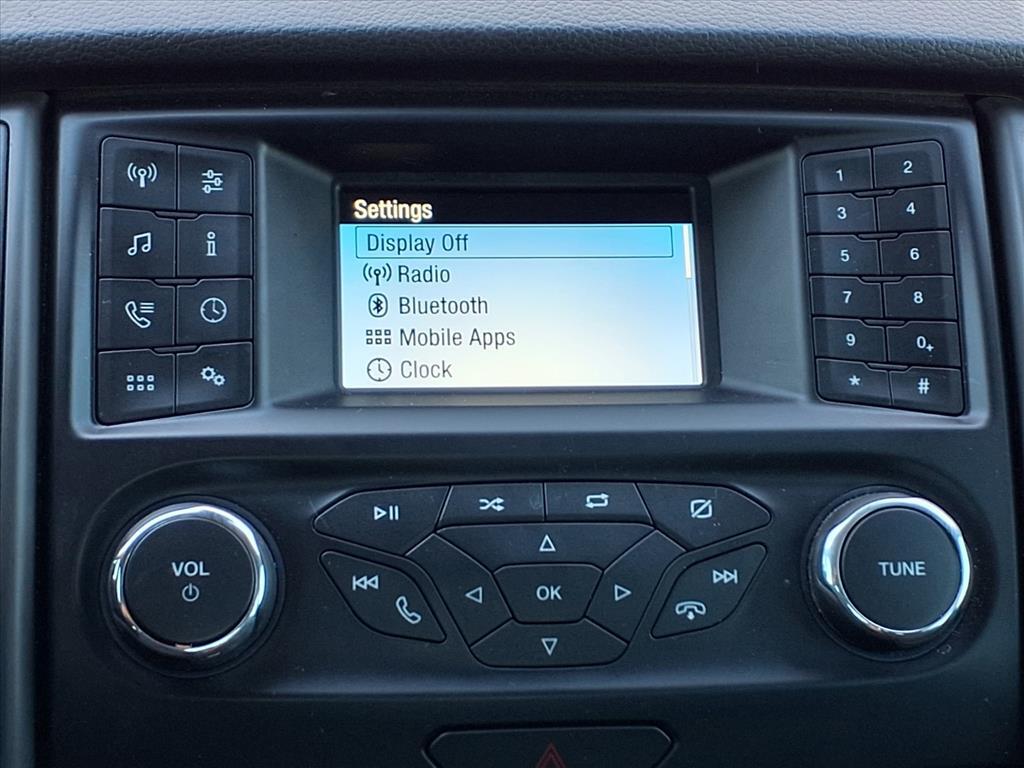 Settings
Display Off
Radio
Bluetooth
Mobile Apps
Clock
1 2
3 4
5 6
7 8
9 0+
* #
VOL
OK
TUNE